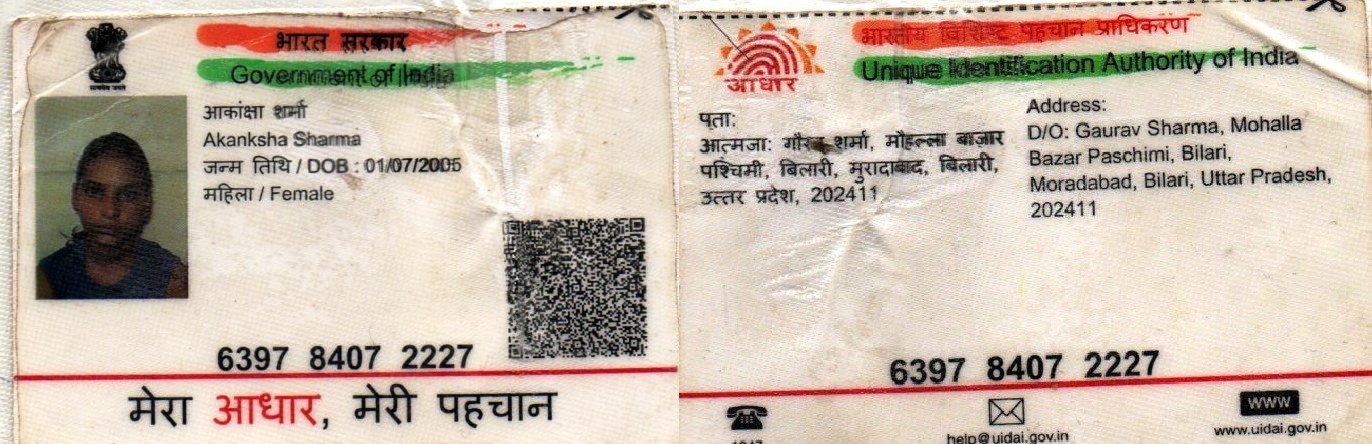 भारत सरकार
Government of India
सत्यमेव जयते
आकांक्षा शर्मा
Akanksha Sharma
जन्म तिथि / DOB : 01/07/2005
महिला / Female
6397 8407 2227
मेरा आधार, मेरी पहचान
भारतीय विशिष्ट पहचान प्राधिकरण
Unique Identification Authority of India
आधार
पता:
आत्मजा: गौरव शर्मा, मौहल्ला बाजार
पश्चिमी, बिलारी, मुरादाबाद, बिलारी,
उत्तर प्रदेश, 202411
Address:
D/O: Gaurav Sharma, Mohalla
Bazar Paschimi, Bilari,
Moradabad, Bilari, Uttar Pradesh,
202411
6397 8407 2227
help@uidai.gov.in
WWW
www.uidai.gov.in